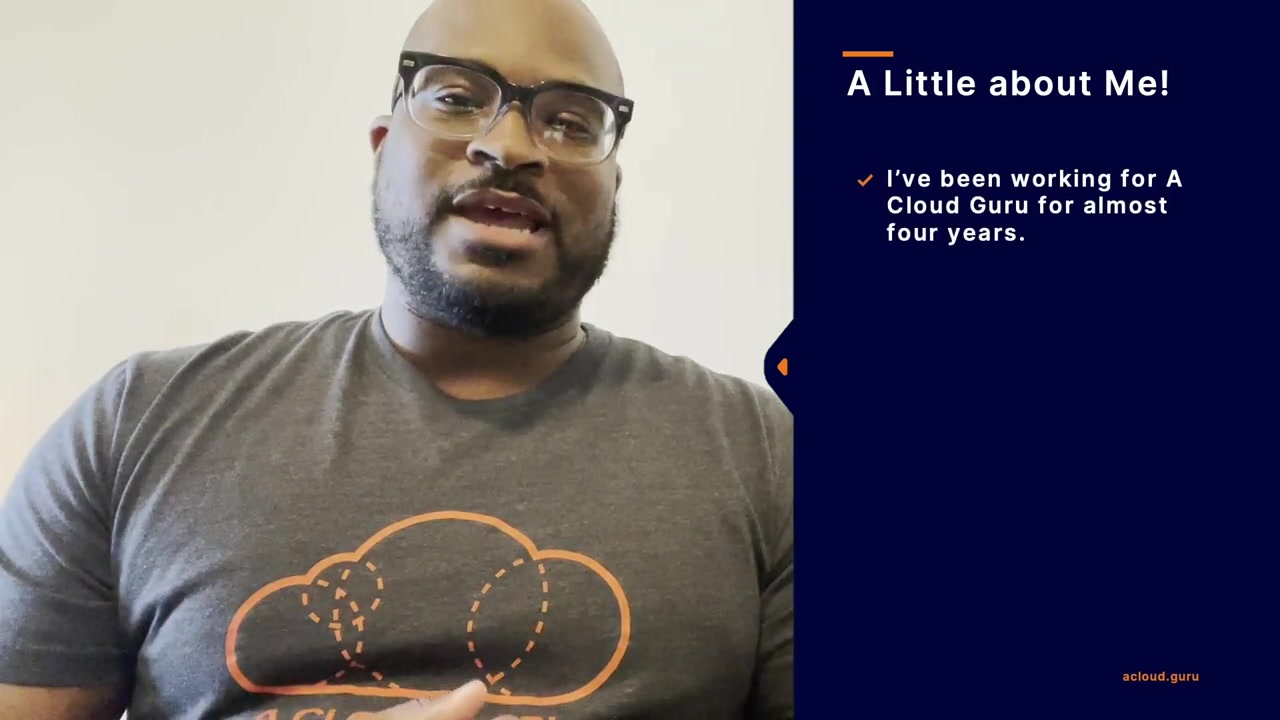 A Little about Me!
I’ve been working for A
Cloud Guru for almost
four years.
acloud.guru